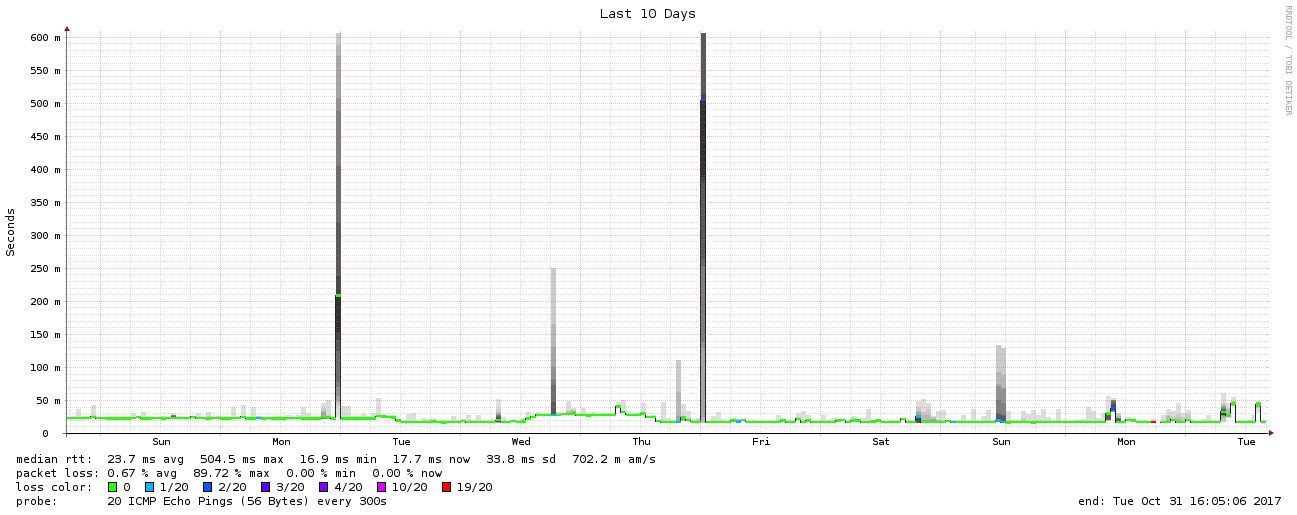 Last 10 Days
RRDTOOL / TOBI OETIKER
Seconds
600 m
550 m
500 m
450 m
400 m
350 m
300 m
250 m
200 m
150 m
100 m
50 m
0
Sun Mon Tue Wed Thu Fri Sat Sun Mon Tue
median rtt: 23.7 ms avg 504.5 ms max 16.9 ms min 17.7 ms now 33.8 ms sd 702.2 m am/s
packet loss: 0.67 % avg 89.72 % max 0.00 % min 0.00 % now
loss color: 0 1/20 2/20 3/20 4/20 10/20 19/20
probe: 20 ICMP Echo Pings (56 Bytes) every 300s end: Tue Oct 31 16:05:06 2017